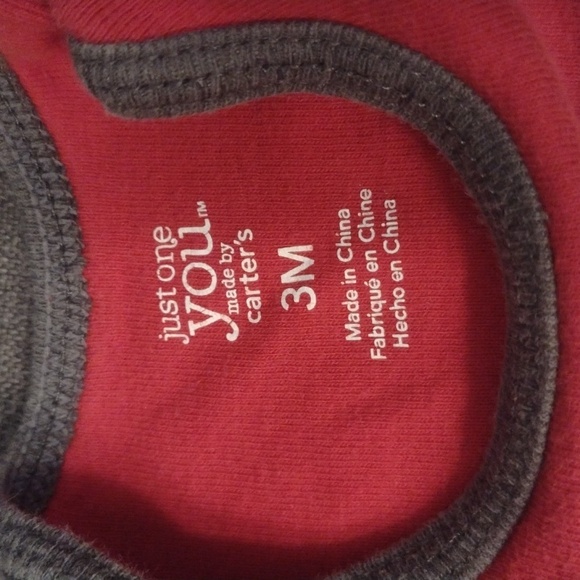 just one
you™
made by
carter's
3M
Made in China
Fabriqué en Chine
Hecho en China